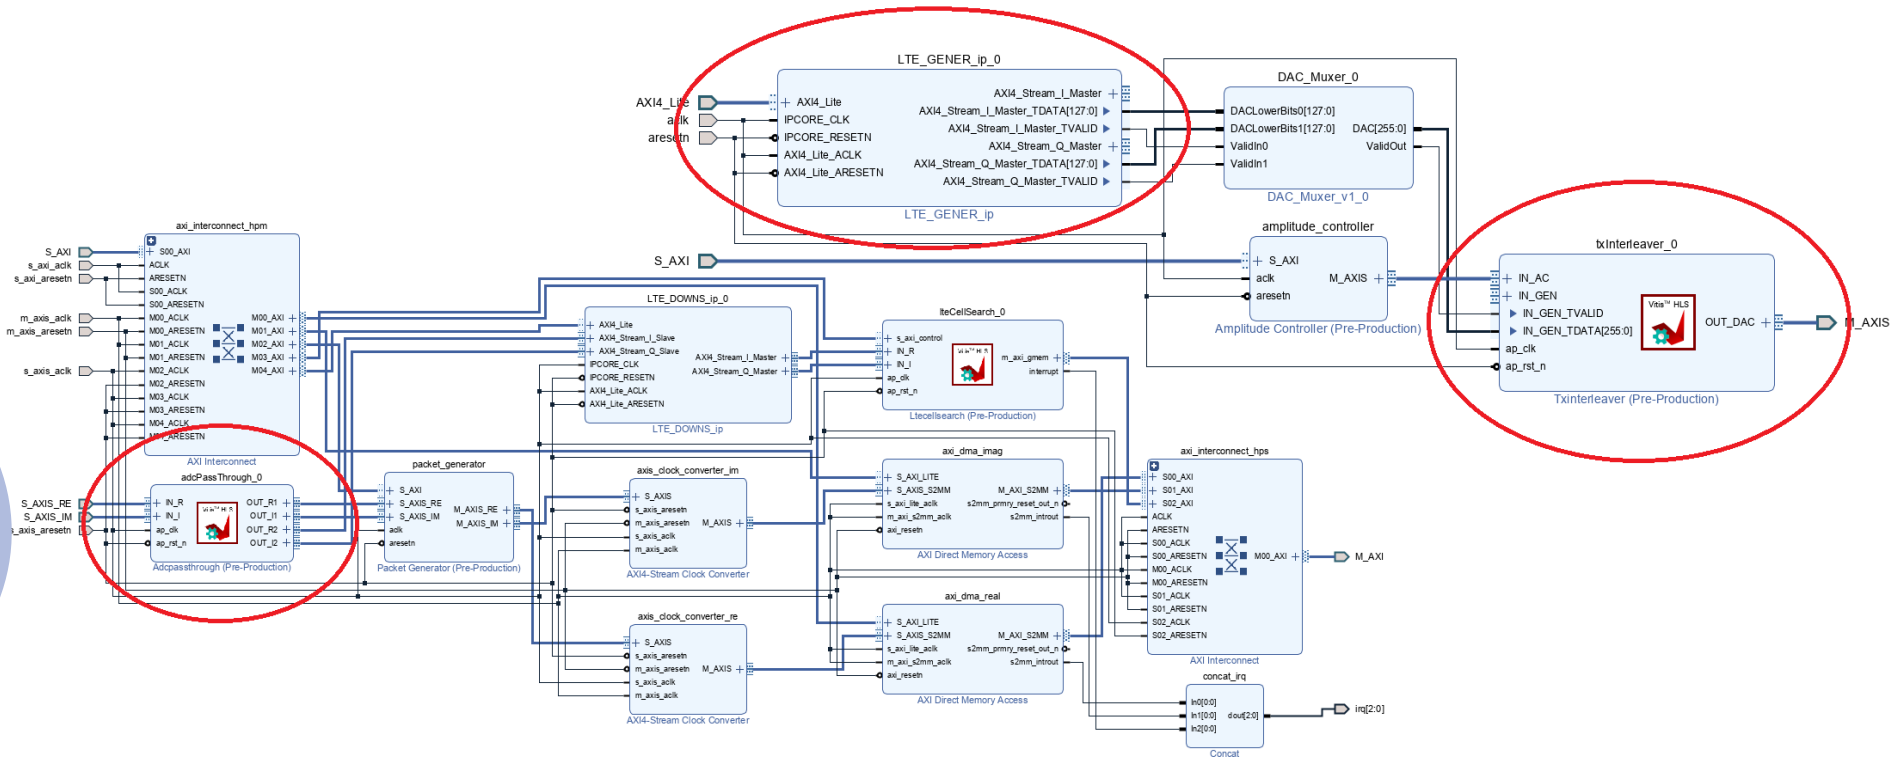 LTE_GENER_ip_0
AXI4_Lite
aclk
aresetn
AXI4_Lite
IPCORE_CLK
IPCORE_RESETN
AXI4_Lite_ACLK
AXI4_Lite_ARESETN
AXI4_Stream_I_Master
AXI4_Stream_I_Master_TDATA[127:0]
AXI4_Stream_I_Master_TVALID
AXI4_Stream_Q_Master
AXI4_Stream_Q_Master_TDATA[127:0]
AXI4_Stream_Q_Master_TVALID
LTE_GENER_ip
DAC_Muxer_0
DACLowerBits0[127:0]
DACLowerBits1[127:0]
ValidIn0
ValidIn1
DAC[255:0]
ValidOut
DAC_Muxer_v1_0
amplitude_controller
S_AXI
S_AXI
aclk
aresetn
M_AXIS
Amplitude Controller (Pre-Production)
txInterleaver_0
IN_AC
IN_GEN
IN_GEN_TVALID
IN_GEN_TDATA[255:0]
ap_clk
ap_rst_n
Vitis™ HLS
OUT_DAC
M_AXIS
Txinterleaver (Pre-Production)
axi_interconnect_hpm
S_AXI
s_axi_aclk
s_axi_aresetn
m_axis_aclk
m_axis_aresetn
s_axis_aclk
S00_AXI
ACLK
ARESETN
S00_ACLK
S00_ARESETN
M00_ACLK
M00_ARESETN
M01_ACLK
M01_ARESETN
M02_ACLK
M02_ARESETN
M03_ACLK
M03_ARESETN
M04_ACLK
M00_AXI
M01_AXI
M02_AXI
M03_AXI
M04_AXI
AXI Interconnect
adcPassThrough_0
S_AXIS_RE
S_AXIS_IM
s_axis_aresetn
IN_R
IN_I
ap_clk
ap_rst_n
OUT_R1
OUT_I1
OUT_R2
OUT_I2
Adcpassthrough (Pre-Production)
packet_generator
S_AXI
S_AXIS_RE
S_AXIS_IM
aclk
aresetn
M_AXIS_RE
M_AXIS_IM
Packet Generator (Pre-Production)
LTE_DOWNS_ip_0
AXI4_Lite
AXI4_Stream_I_Slave
AXI4_Stream_Q_Slave
IPCORE_CLK
IPCORE_RESETN
AXI4_Lite_ACLK
AXI4_Lite_ARESETN
AXI4_Stream_I_Master
AXI4_Stream_Q_Master
LTE_DOWNS_ip
axis_clock_converter_im
S_AXIS
s_axis_aresetn
m_axis_aresetn
s_axis_aclk
m_axis_aclk
M_AXIS
AXI4-Stream Clock Converter
axis_clock_converter_re
S_AXIS
s_axis_aresetn
m_axis_aresetn
s_axis_aclk
m_axis_aclk
M_AXIS
AXI4-Stream Clock Converter
lteCellSearch_0
s_axi_control
IN_R
IN_I
ap_clk
ap_rst_n
m_axi_gmem
interrupt
Ltecellsearch (Pre-Production)
axi_dma_imag
S_AXI_LITE
S_AXIS_S2MM
s_axi_lite_aclk
m_axi_s2mm_aclk
axi_resetn
M_AXI_S2MM
s2mm_prmry_reset_out_n
s2mm_introut
AXI Direct Memory Access
axi_dma_real
S_AXI_LITE
S_AXIS_S2MM
s_axi_lite_aclk
m_axi_s2mm_aclk
axi_resetn
M_AXI_S2MM
s2mm_prmry_reset_out_n
s2mm_introut
AXI Direct Memory Access
axi_interconnect_hps
S00_AXI
S01_AXI
S02_AXI
ACLK
ARESETN
S00_ACLK
S00_ARESETN
M00_ACLK
M00_ARESETN
S01_ACLK
S01_ARESETN
S02_ACLK
S02_ARESETN
M00_AXI
M_AXI
AXI Interconnect
concat_irq
In0[0:0]
In1[0:0]
In2[0:0]
dout[2:0]
irq[2:0]
Concat